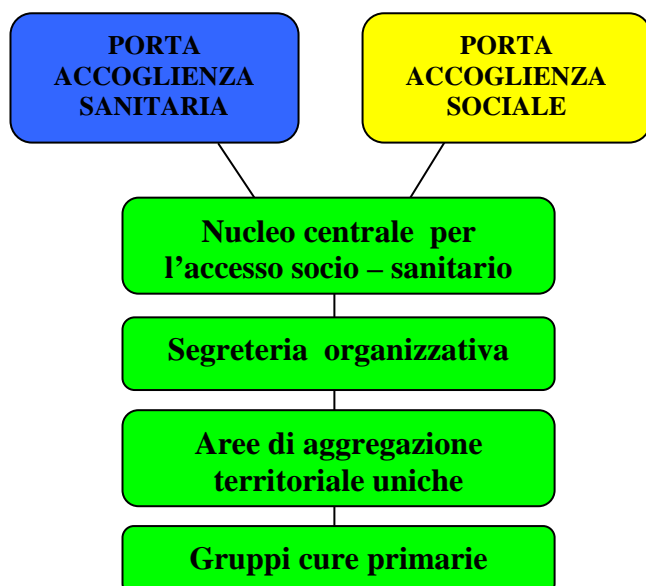 PORTA
ACCOGLIENZA
SANITARIA
PORTA
ACCOGLIENZA
SOCIALE
Nucleo centrale per
l’accesso socio – sanitario
Segreteria organizzativa
Aree di aggregazione
territoriale uniche
Gruppi cure primarie